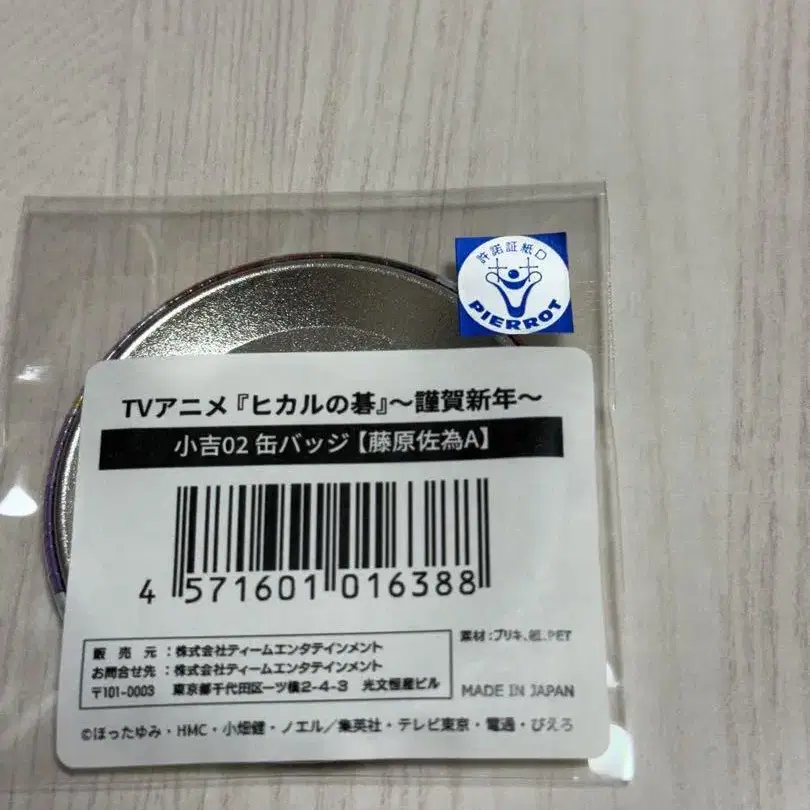 許諾証紙D
PIERROT
TVアニメ『ヒカルの碁』～謹賀新年～
小吉02 缶バッジ【藤原佐為A】
4 571601 016388
販売元：株式会社ティームエンタテインメント
お問合せ先：株式会社ティームエンタテインメント
〒101-0003 東京都千代田区一ツ橋2-4-3 光文恒産ビル
素材：ブリキ、紙、PET
MADE IN JAPAN
©ほったゆみ・HMC・小畑健・ノエル／集英社・テレビ東京・電通・ぴえろ